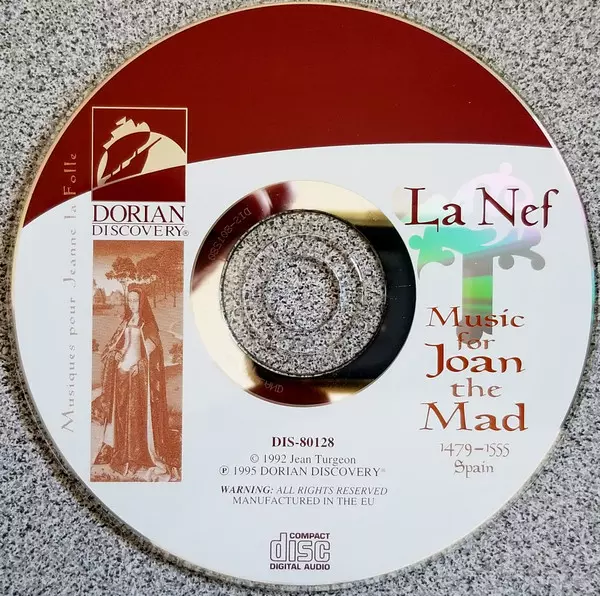 Musiques pour Jeanne la Folle
DORIAN
DISCOVERY®
La Nef
Music
for
Joan
the
Mad
1479–1555
Spain
DIS-80128
© 1992 Jean Turgeon
℗ 1995 DORIAN DISCOVERY®
WARNING: ALL RIGHTS RESERVED
MANUFACTURED IN THE EU
COMPACT
disc
DIGITAL AUDIO